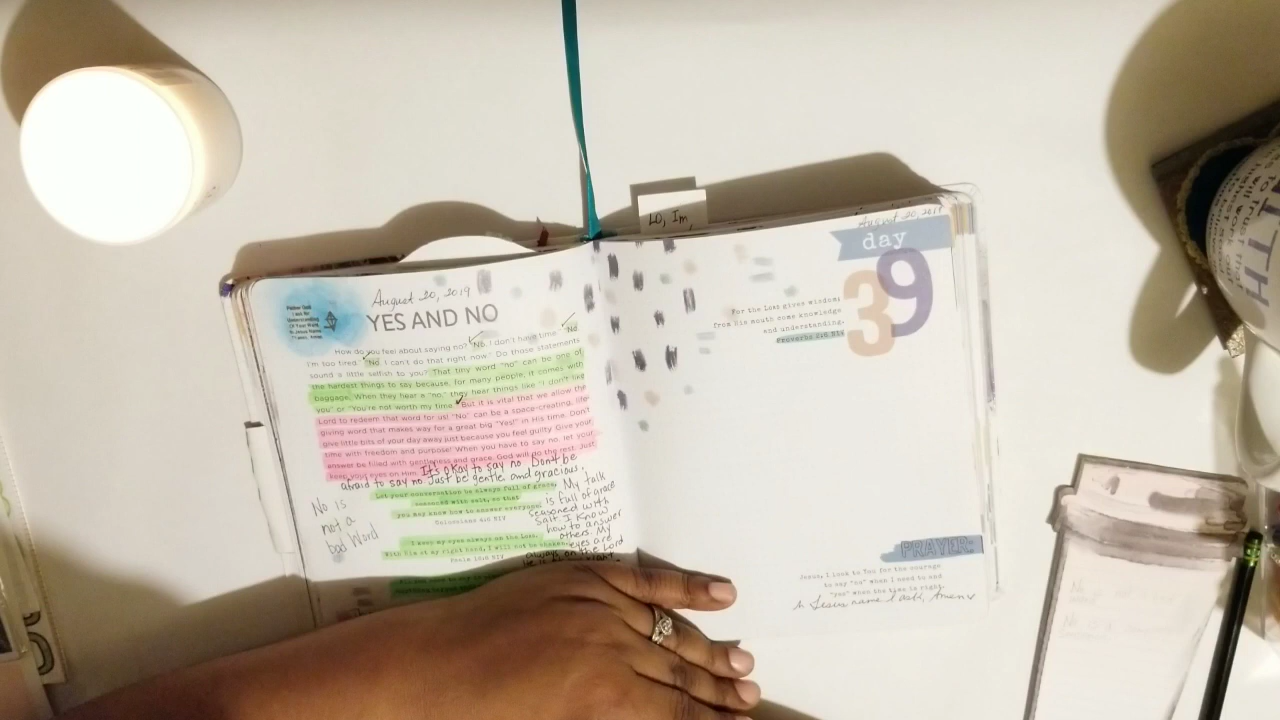 LO, Im
August 20, 2019
YES AND NO
How do you feel about saying no? "No, I don't have time." "No
I'm too tired." "No I can't do that right now." Do those statements
sound a little selfish to you? That tiny word "no" can be one of
the hardest things to say because, for many people, it comes with
baggage. When they hear a "no," they hear things like "I don't like
you" or "You're not worth my time." But it is vital that we allow the
Lord to redeem that word for us! "No" can be a space-creating, life-
giving word that makes way for a great big "Yes!" in His time. Don't
give little bits of your day away just because you feel guilty. Give your
time with freedom and purpose! When you have to say no, let your
answer be filled with gentleness and grace. God will do the rest. Just
keep your eyes on Him.
It's okay to say no. Don't be
afraid to say no. Just be gentle and gracious.
Let your conversation be always full of grace,
seasoned with salt, so that
you may know how to answer everyone.
Colossians 4:6 NIV
I keep my eyes always on the Lord.
With him at my right hand, I will not be shaken.
Psalm 16:8 NIV
No is
not a
bad Word
My talk
is full of grace
seasoned with
Salt I know
how to answer
others. My
eyes are
always on the Lord
August 20, 2019
day
39
For the Lord gives wisdom;
from his mouth come knowledge
and understanding.
Proverbs 2:6 NIV
PRAYER:
Jesus, I look to You for the courage
to say "no" when I need to and
"yes" when the time is right.
In Jesus name I ask, Amen